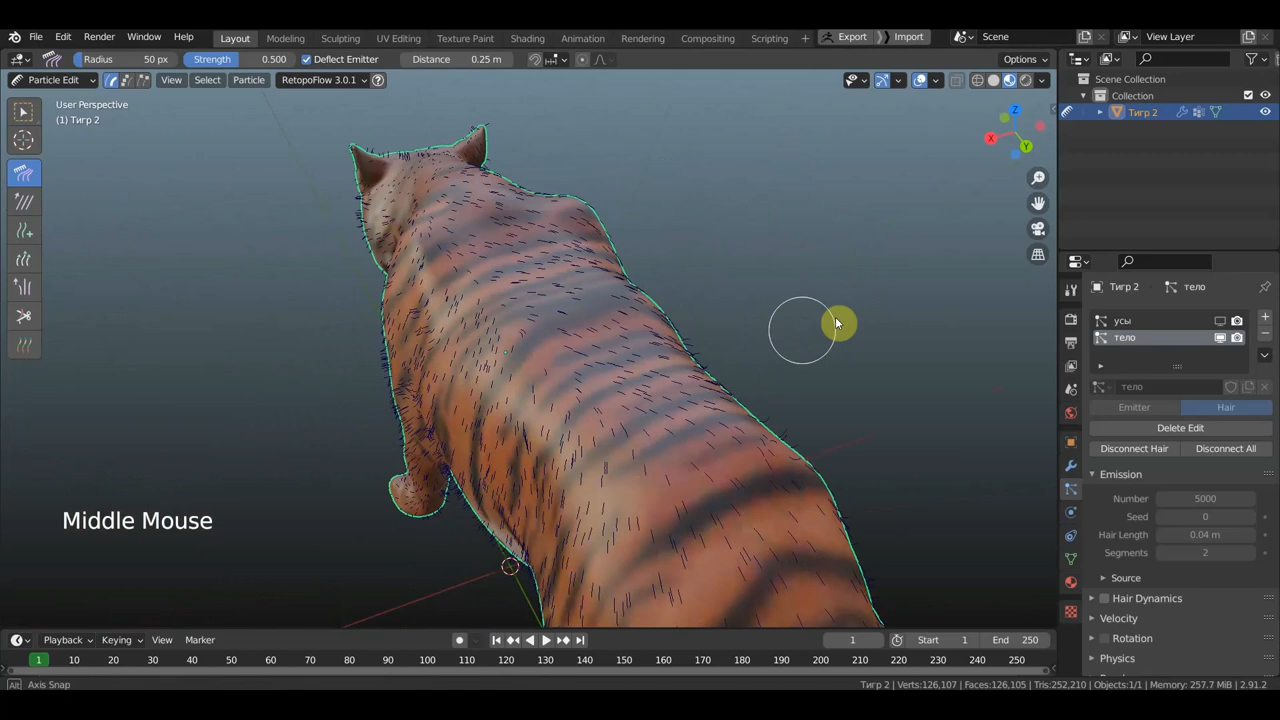 File Edit Render Window Help Layout Modeling Sculpting UV Editing Texture Paint Shading Animation Rendering Compositing Scripting + Export Import Scene View Layer
Radius 50 px Strength 0.500 Deflect Emitter Distance 0.25 m Options
Particle Edit View Select Particle RetopoFlow 3.0.1
User Perspective
(1) Тигр 2
Z
X
Y
Middle Mouse
Scene Collection
Collection
Тигр 2
Тигр 2 тело
усы
тело
тело
Emitter Hair
Delete Edit
Disconnect Hair Disconnect All
Emission
Number 5000
Seed 0
Hair Length 0.04 m
Segments 2
Source
Hair Dynamics
Velocity
Rotation
Physics
Playback Keying View Marker 1 Start 1 End 250
1 10 20 30 40 50 60 70 80 90 100 110 120 130 140 150 160 170 180 190 200 210 220 230 240 250
Alt Axis Snap Тигр 2 | Verts:126,107 | Faces:126,105 | Tris:252,210 | Objects:1/1 | Memory: 257.7 MiB | 2.91.2